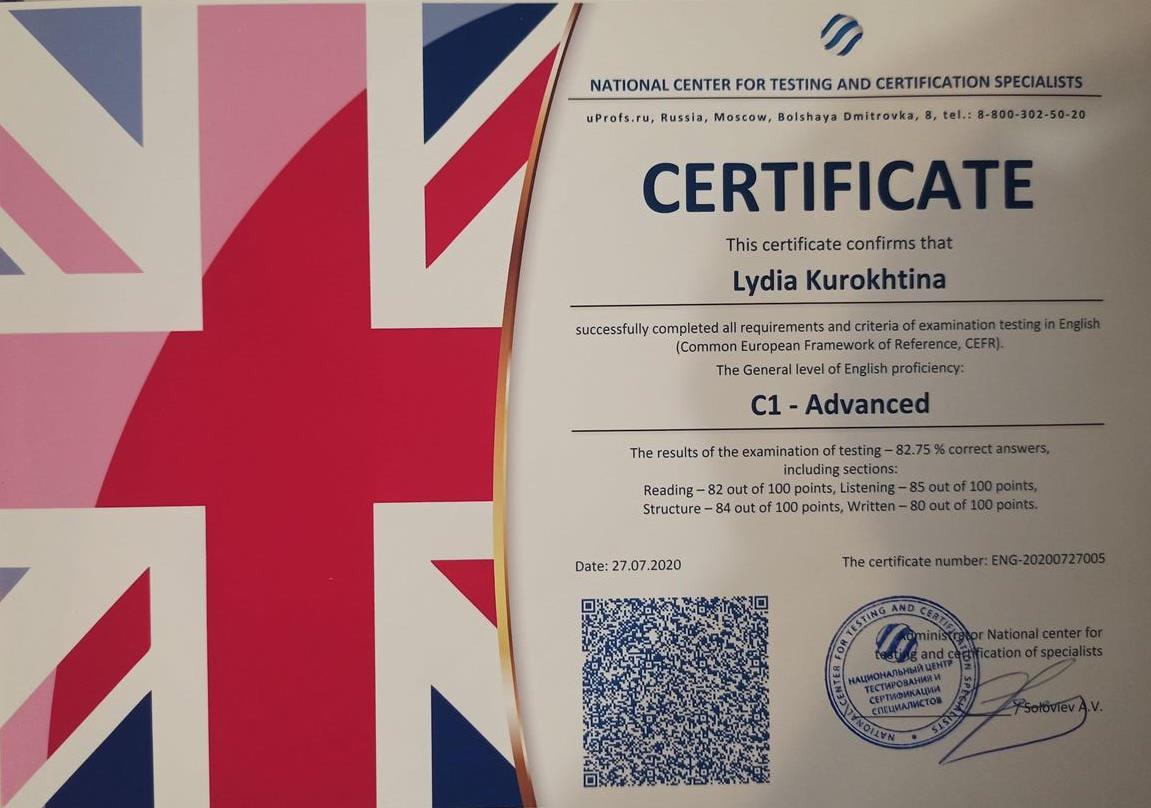 NATIONAL CENTER FOR TESTING AND CERTIFICATION SPECIALISTS
uProfs.ru, Russia, Moscow, Bolshaya Dmitrovka, 8, tel.: 8-800-302-50-20
CERTIFICATE
This certificate confirms that
Lydia Kurokhtina
successfully completed all requirements and criteria of examination testing in English
(Common European Framework of Reference, CEFR).
The General level of English proficiency:
C1 - Advanced
The results of the examination of testing – 82.75 % correct answers,
including sections:
Reading – 82 out of 100 points, Listening – 85 out of 100 points,
Structure – 84 out of 100 points, Written – 80 out of 100 points.
Date: 27.07.2020
The certificate number: ENG-20200727005
Administrator National center for
testing and certification of specialists
Soloviev A.V.
NATIONAL CENTER FOR TESTING AND CERTIFICATION SPECIALISTS
НАЦИОНАЛЬНЫЙ ЦЕНТР
ТЕСТИРОВАНИЯ И
СЕРТИФИКАЦИИ
СПЕЦИАЛИСТОВ